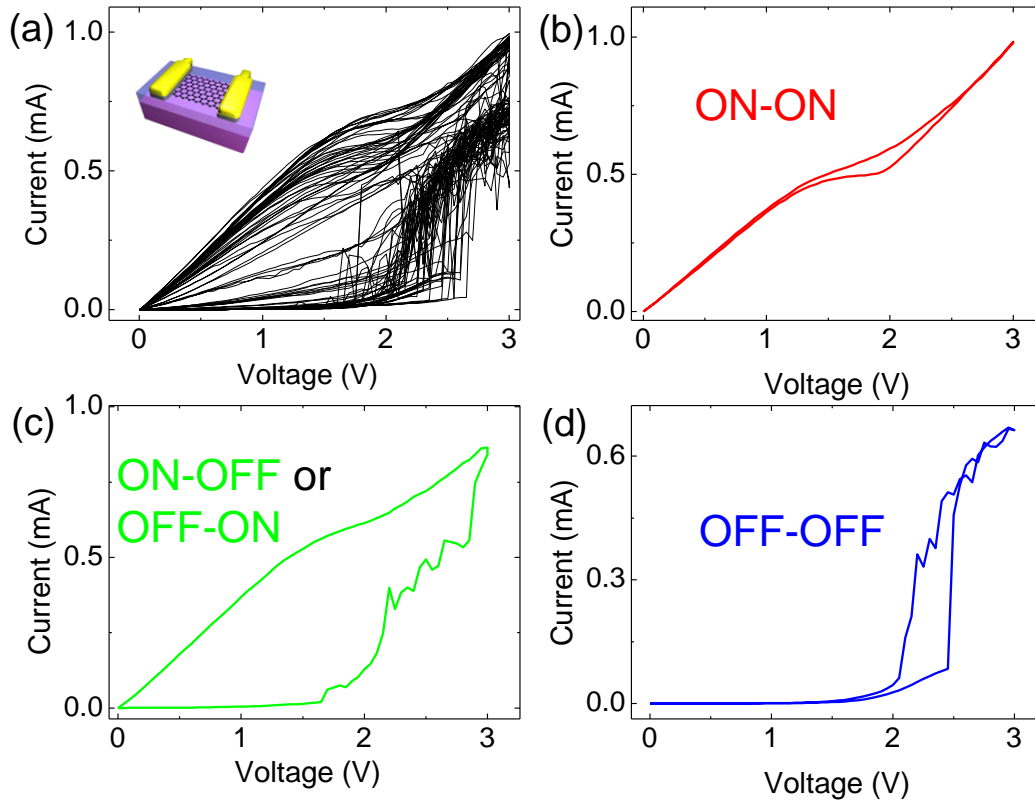 (a)
1.0
0.5
0.0
Current (mA)
0 1 2 3
Voltage (V)
(b)
ON-ON
1.0
0.5
0.0
Current (mA)
0 1 2 3
Voltage (V)
(c)
ON-OFF or
OFF-ON
1.0
0.5
0.0
Current (mA)
0 1 2 3
Voltage (V)
(d)
OFF-OFF
0.6
0.3
0.0
Current (mA)
0 1 2 3
Voltage (V)